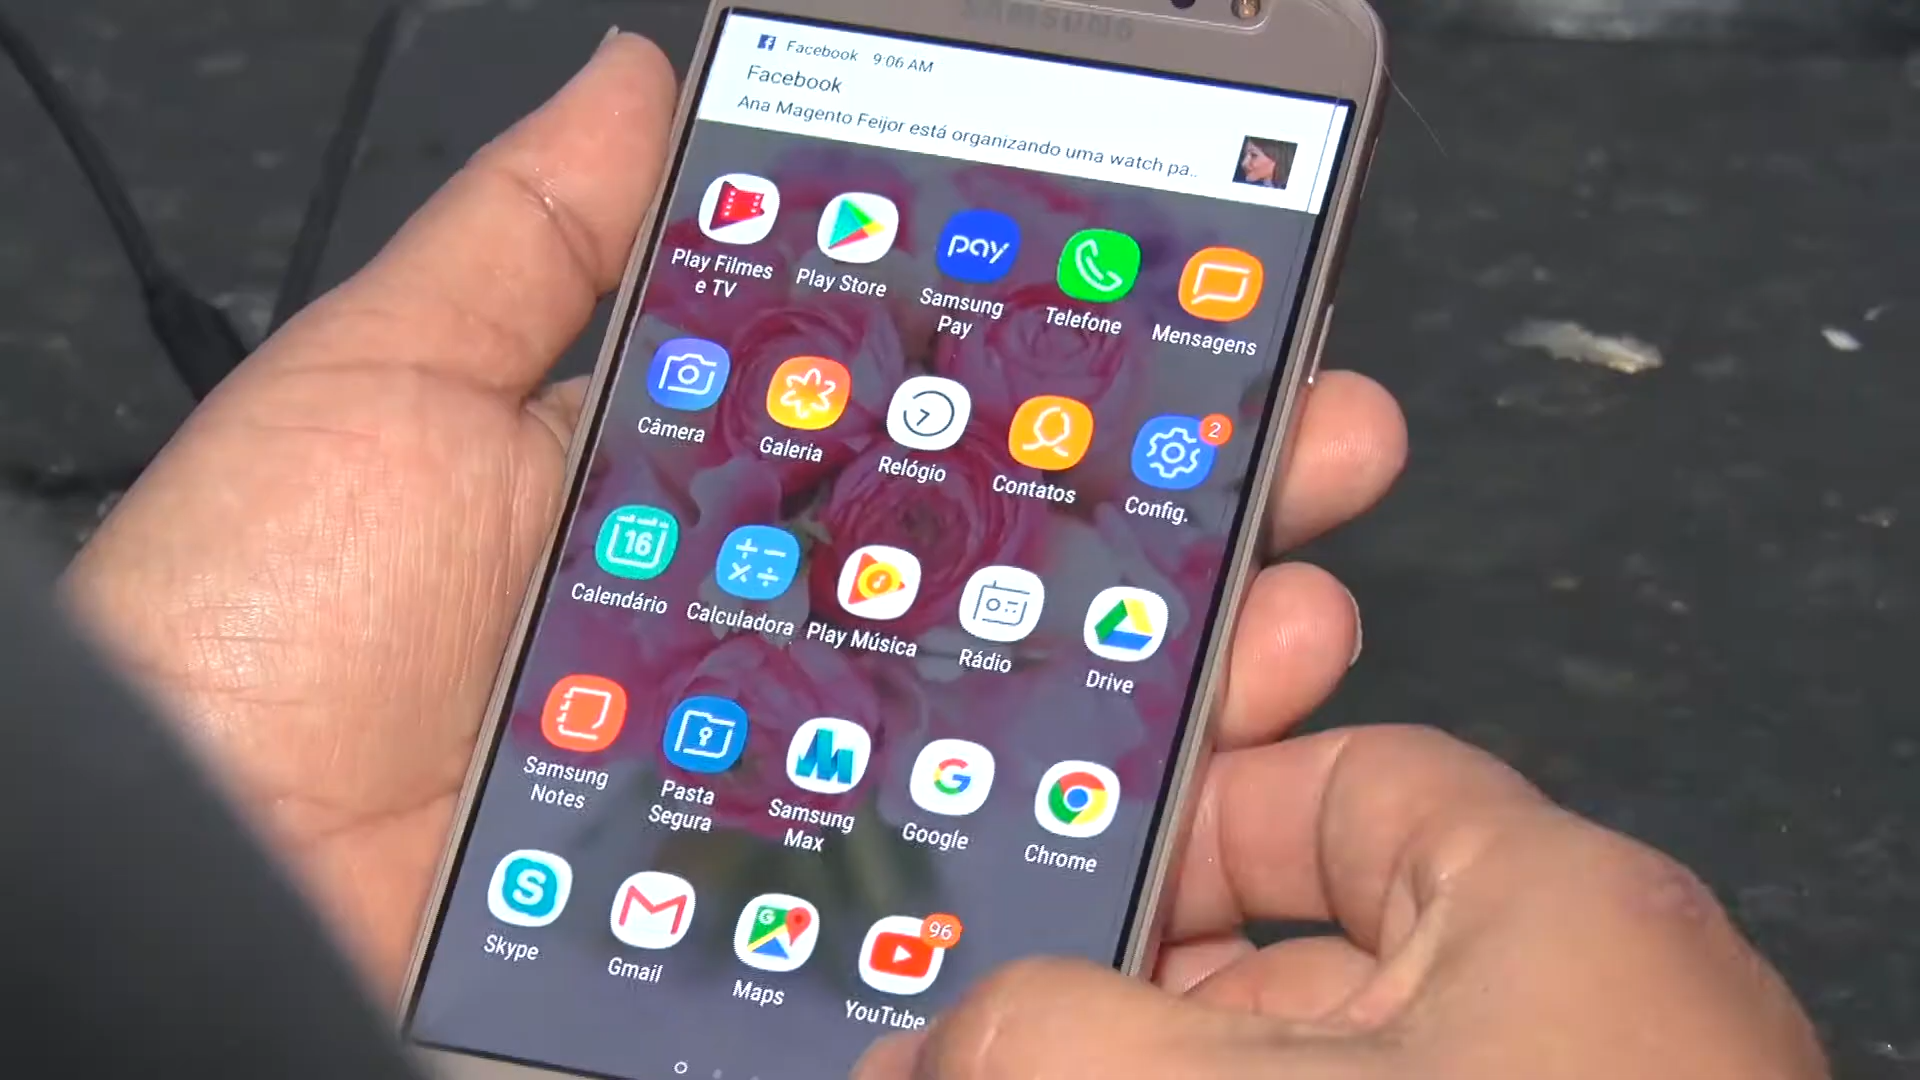 SAMSUNG
Facebook 9:06 AM
Facebook
Ana Magento Feijor está organizando uma watch pa..
Play Filmes
e TV
Play Store
pay
Samsung
Pay
Telefone
Mensagens
Câmera
Galeria
Relógio
Contatos
2
Config.
16
Calendário
Calculadora
Play Música
Rádio
Drive
Samsung
Notes
Pasta
Segura
Samsung
Max
G
Google
Chrome
S
Skype
Gmail
G
Maps
96
YouTube